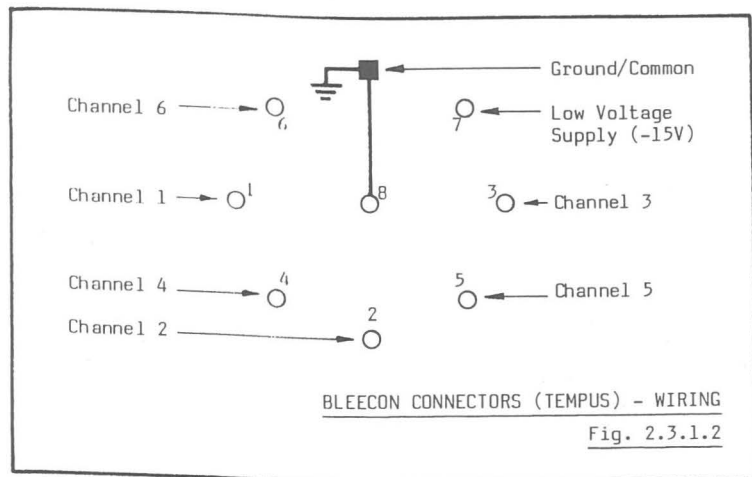 Ground/Common
Channel 6
6
7
Low Voltage
Supply (-15V)
Channel 1
1
8
3
Channel 3
Channel 4
4
5
Channel 5
Channel 2
2
BLEECON CONNECTORS (TEMPUS) - WIRING
Fig. 2.3.1.2